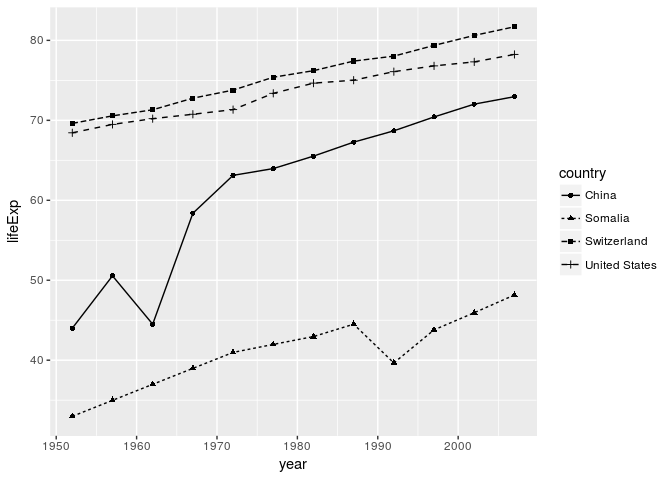 80
70
60
50
40
lifeExp
1950 1960 1970 1980 1990 2000
year
country
China
Somalia
Switzerland
United States